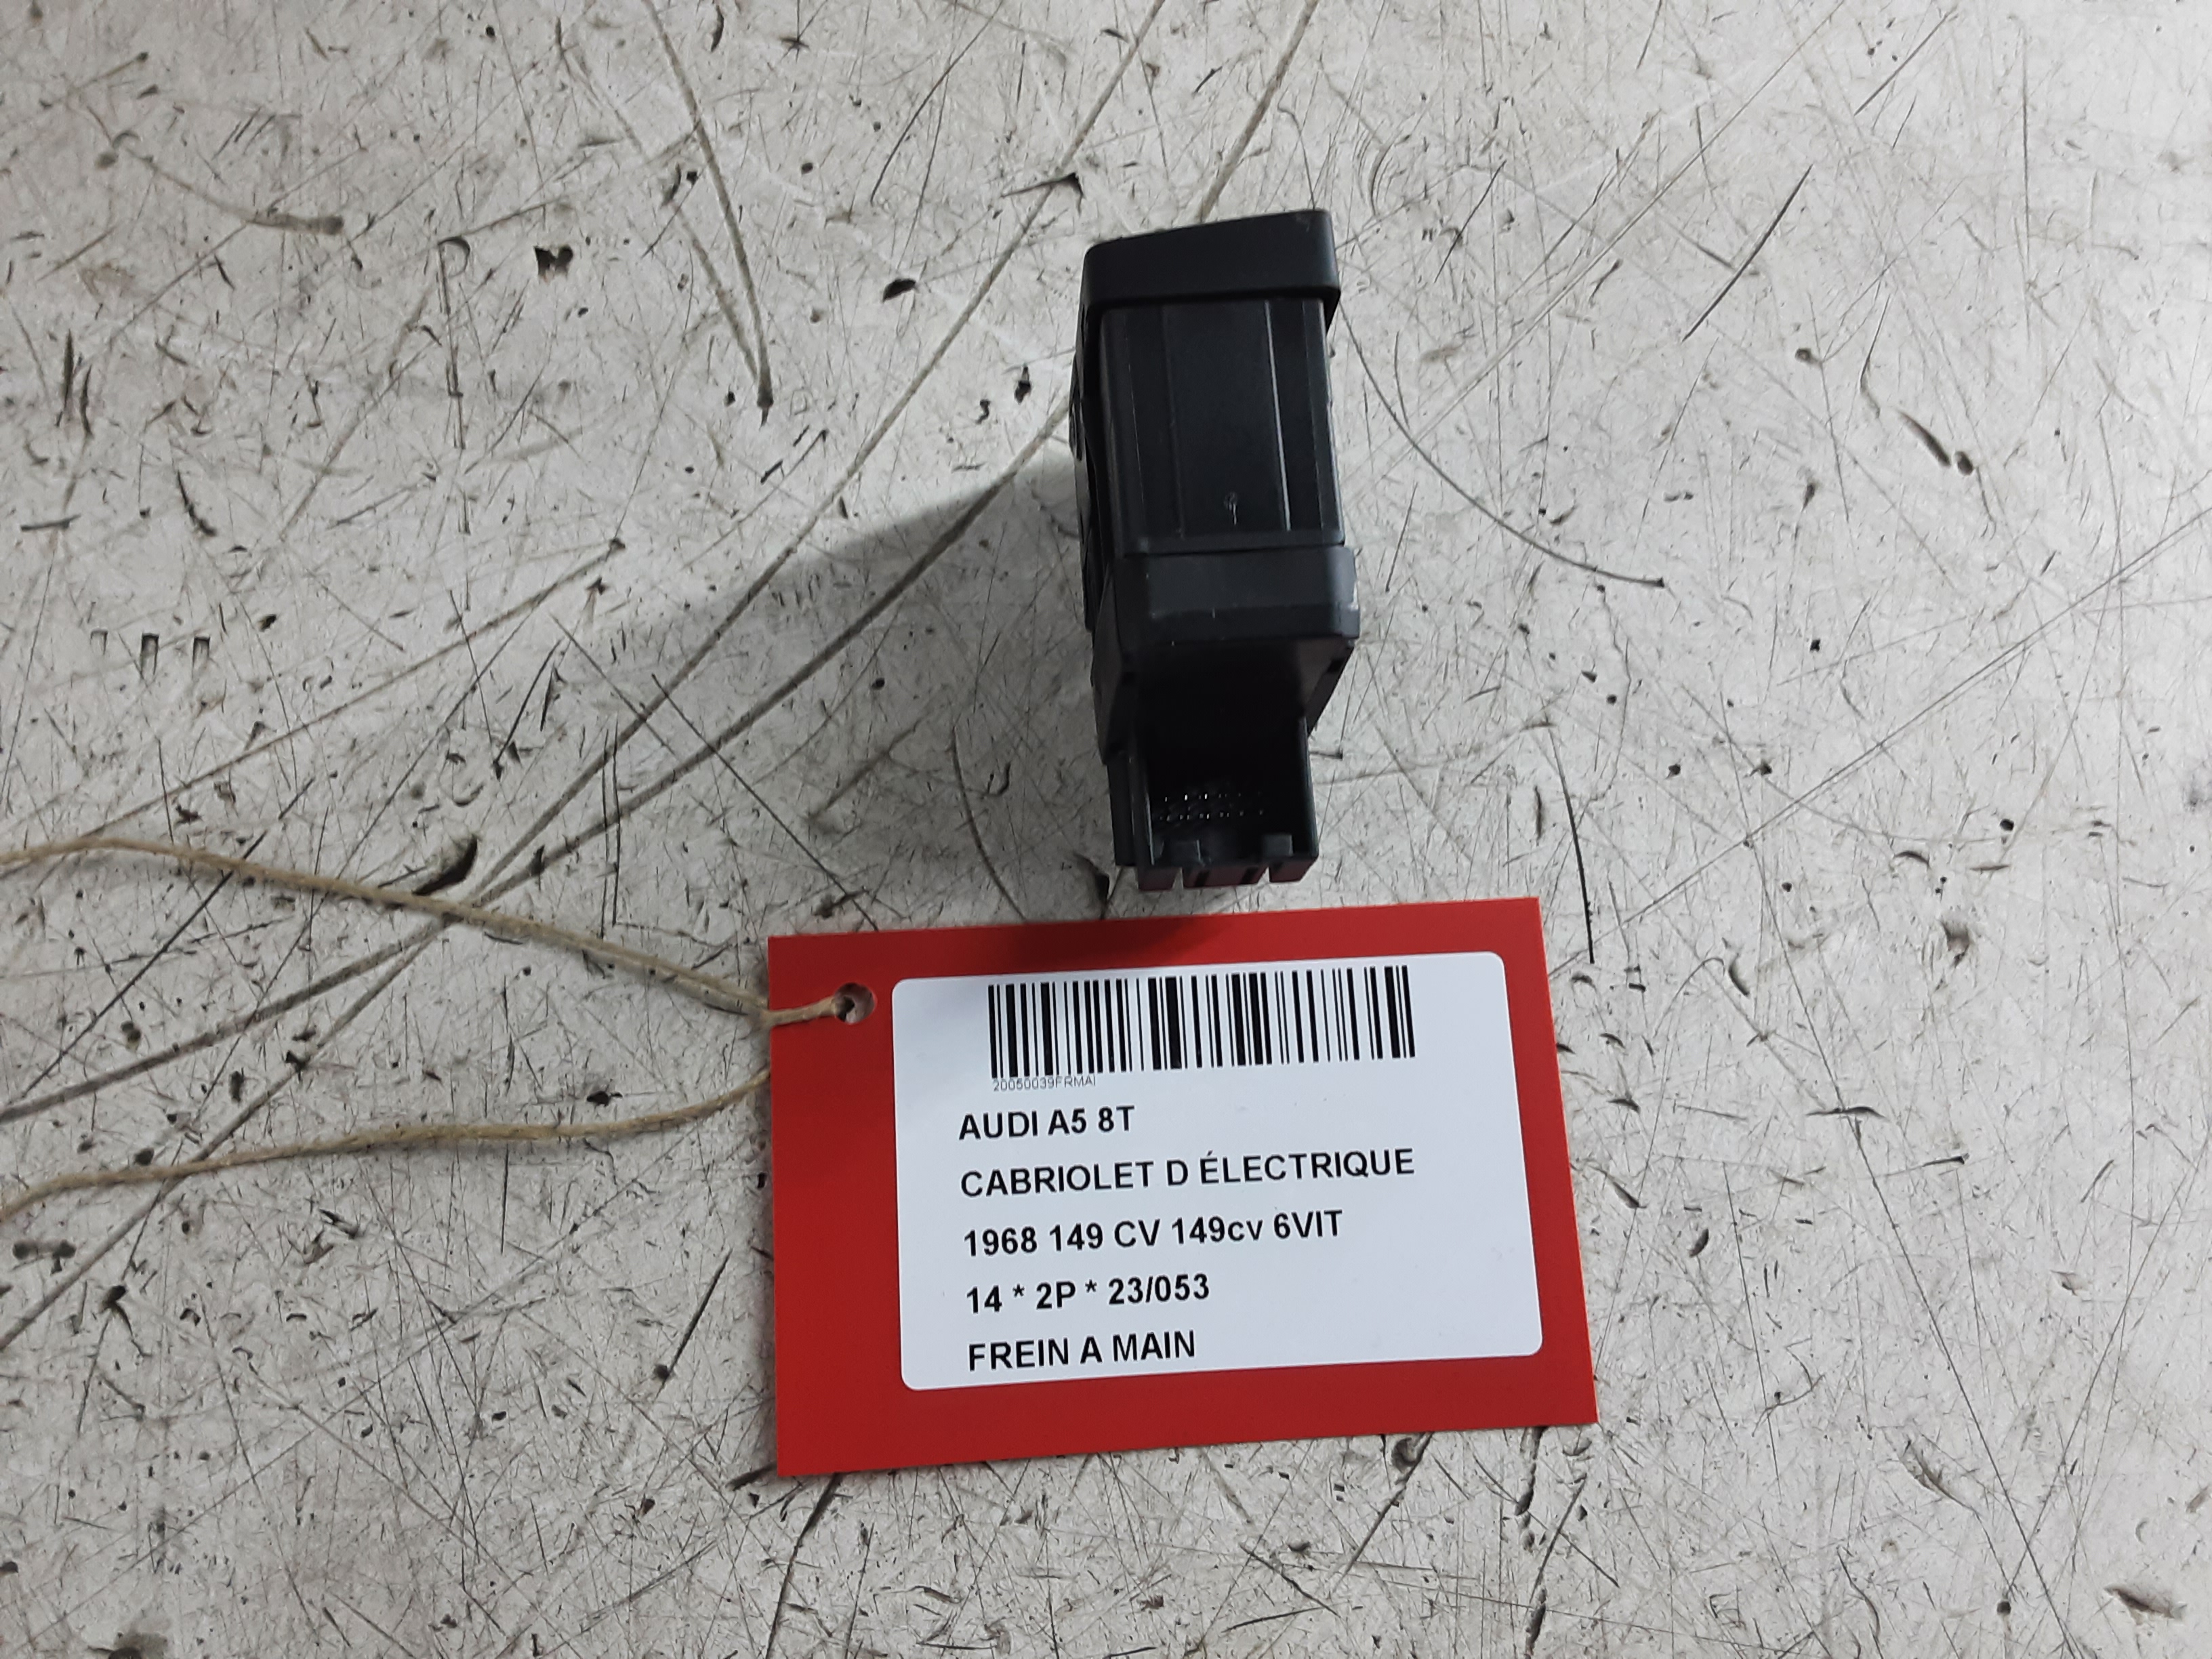 20050039FRMAI
AUDI A5 8T
CABRIOLET D ÉLECTRIQUE
1968 149 CV 149cv 6VIT
14 * 2P * 23/053
FREIN A MAIN